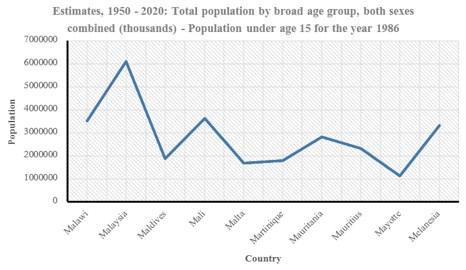 Estimates, 1950 - 2020: Total population by broad age group, both sexes
combined (thousands) - Population under age 15 for the year 1986
7000000
6000000
5000000
4000000
3000000
2000000
1000000
0
Population
Malawi
Malaysia
Maldives
Mali
Malta
Martinique
Mauritania
Mauritius
Mayotte
Melanesia
Country